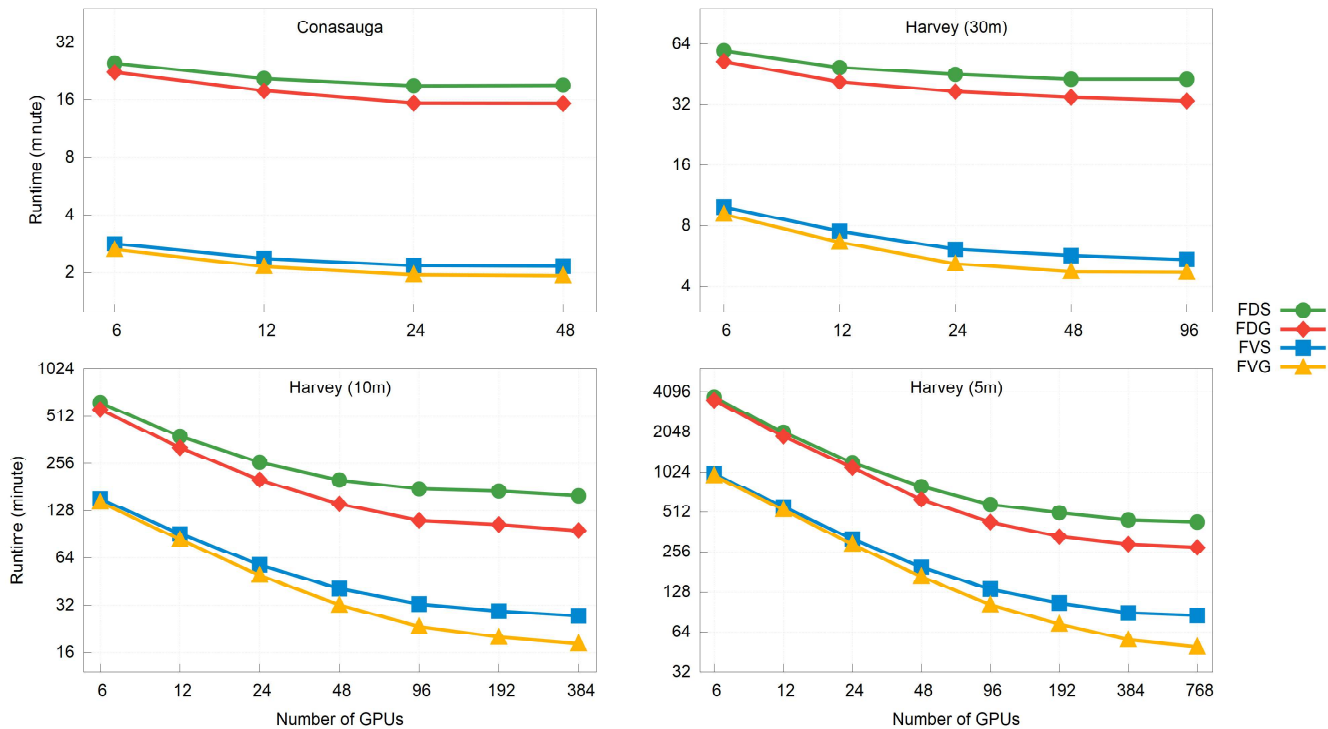 Conasauga
Runtime (m nute)
32
16
8
4
2
6 12 24 48
Harvey (30m)
64
32
16
8
4
6 12 24 48 96
FDS
FDG
FVS
FVG
Harvey (10m)
Runtime (minute)
1024
512
256
128
64
32
16
6 12 24 48 96 192 384
Number of GPUs
Harvey (5m)
4096
2048
1024
512
256
128
64
32
6 12 24 48 96 192 384 768
Number of GPUs